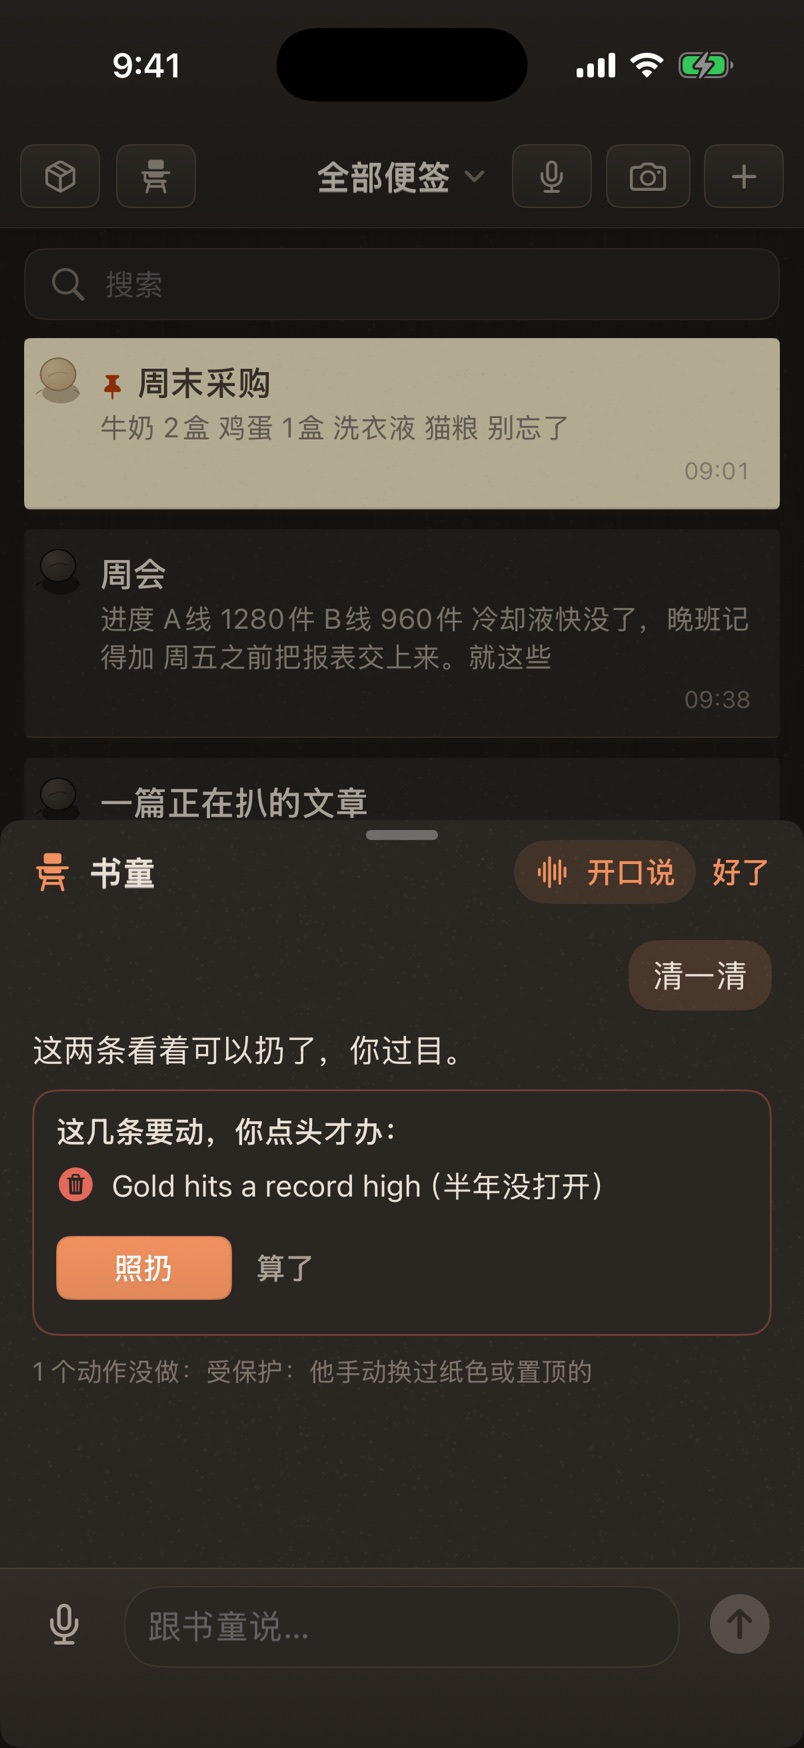 9:41
全部便签
搜索
周末采购
牛奶 2盒 鸡蛋 1盒 洗衣液 猫粮 别忘了
09:01
周会
进度 A线 1280件 B线 960件 冷却液快没了，晚班记
得加 周五之前把报表交上来。就这些
09:38
一篇正在扒的文章
书童
开口说
好了
清一清
这两条看着可以扔了，你过目。
这几条要动，你点头才办：
Gold hits a record high（半年没打开）
照扔
算了
1 个动作没做：受保护：他手动换过纸色或置顶的
跟书童说...